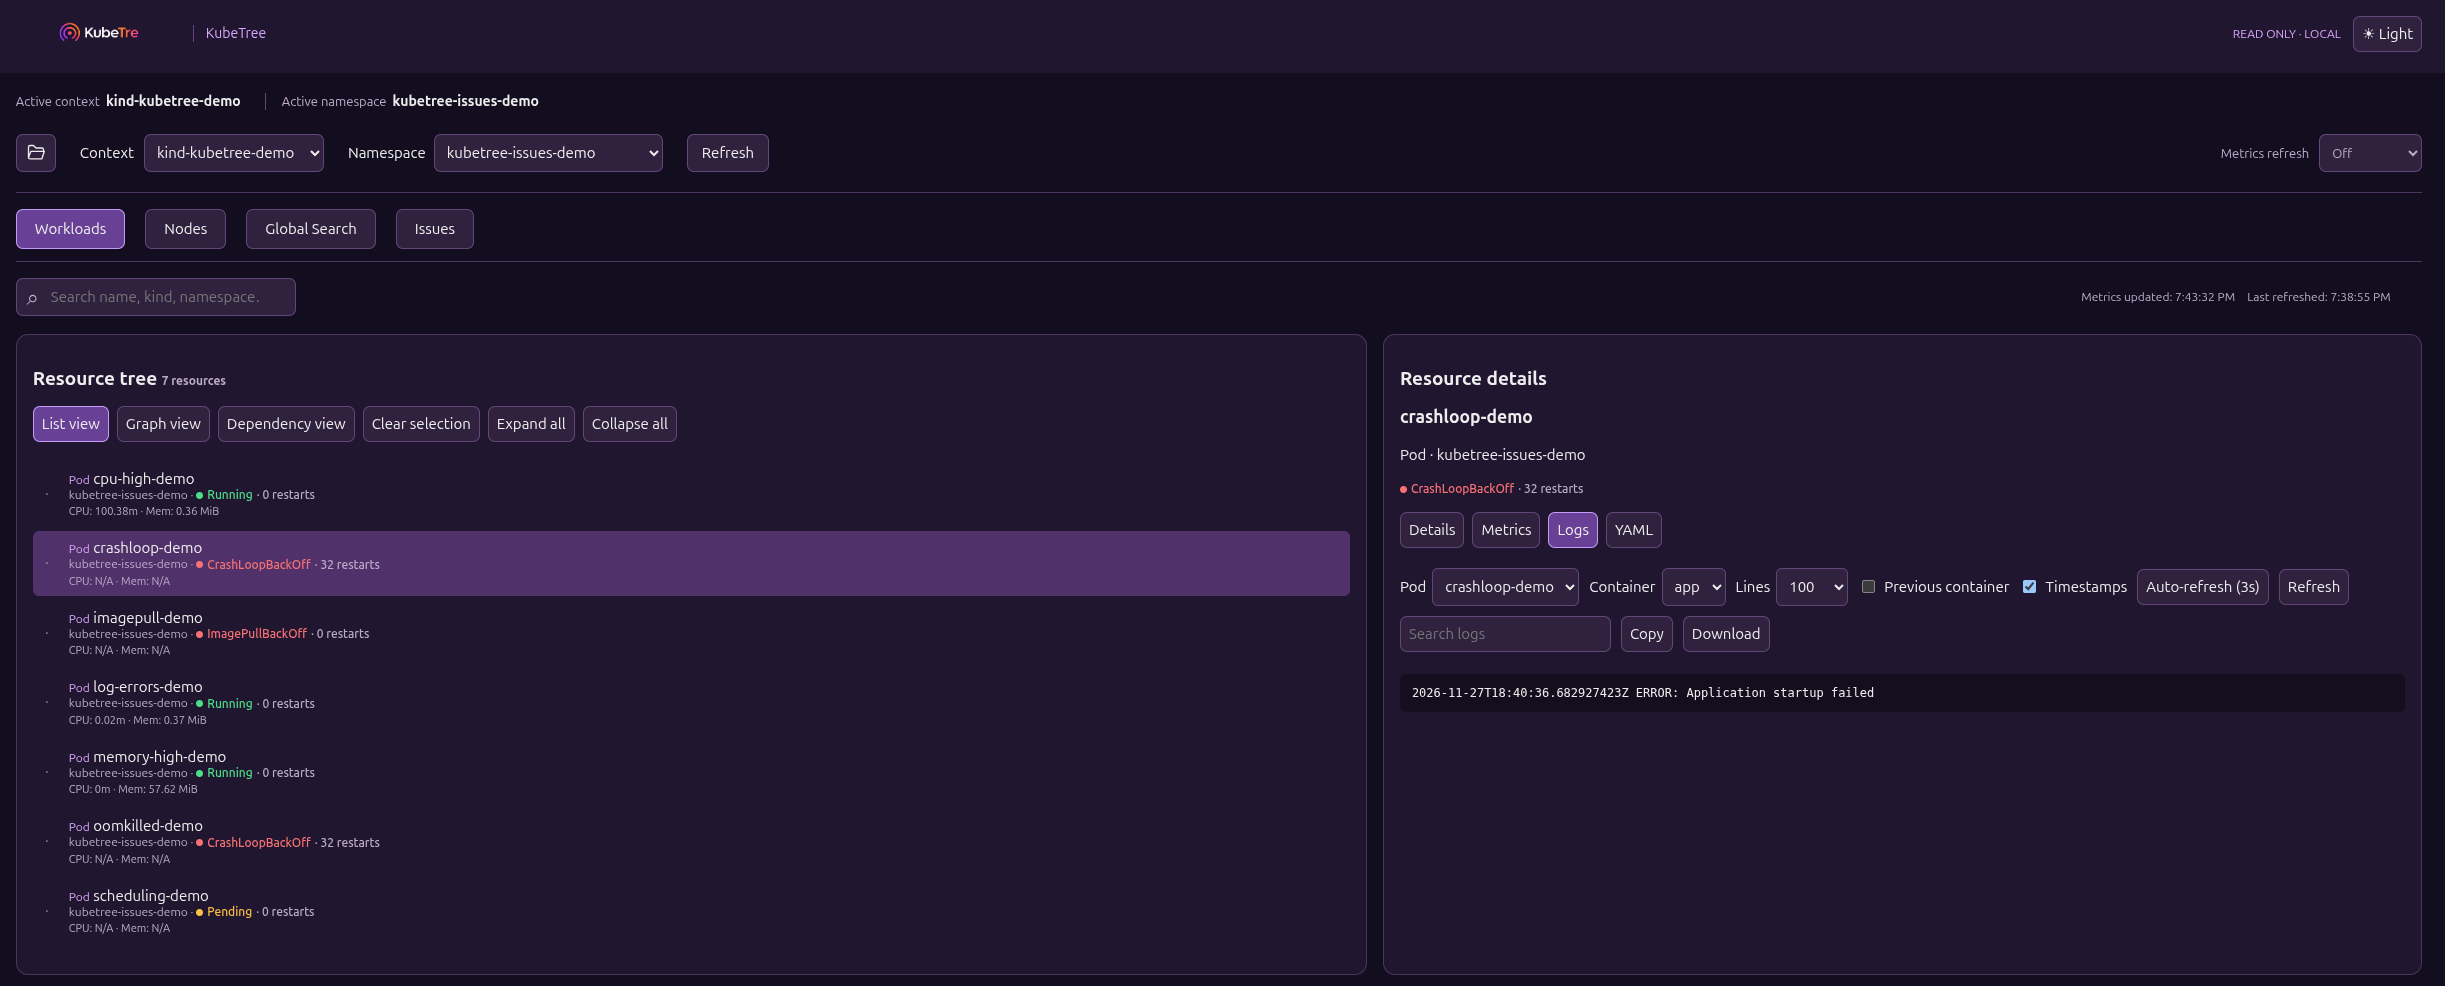 KubeTre KubeTree READ ONLY · LOCAL ☀ Light
Active context kind-kubetree-demo Active namespace kubetree-issues-demo
Context kind-kubetree-demo Namespace kubetree-issues-demo Refresh Metrics refresh Off
Workloads Nodes Global Search Issues
Search name, kind, namespace. Metrics updated: 7:43:32 PM Last refreshed: 7:38:55 PM
Resource tree 7 resources
List view Graph view Dependency view Clear selection Expand all Collapse all
Pod cpu-high-demo
kubetree-issues-demo · ● Running · 0 restarts
CPU: 100.38m · Mem: 0.36 MiB
Pod crashloop-demo
kubetree-issues-demo · ● CrashLoopBackOff · 32 restarts
CPU: N/A · Mem: N/A
Pod imagepull-demo
kubetree-issues-demo · ● ImagePullBackOff · 0 restarts
CPU: N/A · Mem: N/A
Pod log-errors-demo
kubetree-issues-demo · ● Running · 0 restarts
CPU: 0.02m · Mem: 0.37 MiB
Pod memory-high-demo
kubetree-issues-demo · ● Running · 0 restarts
CPU: 0m · Mem: 57.62 MiB
Pod oomkilled-demo
kubetree-issues-demo · ● CrashLoopBackOff · 32 restarts
CPU: N/A · Mem: N/A
Pod scheduling-demo
kubetree-issues-demo · ● Pending · 0 restarts
CPU: N/A · Mem: N/A
Resource details
crashloop-demo
Pod · kubetree-issues-demo
● CrashLoopBackOff · 32 restarts
Details Metrics Logs YAML
Pod crashloop-demo Container app Lines 100 Previous container Timestamps Auto-refresh (3s) Refresh
Search logs Copy Download
2026-11-27T18:40:36.682927423Z ERROR: Application startup failed